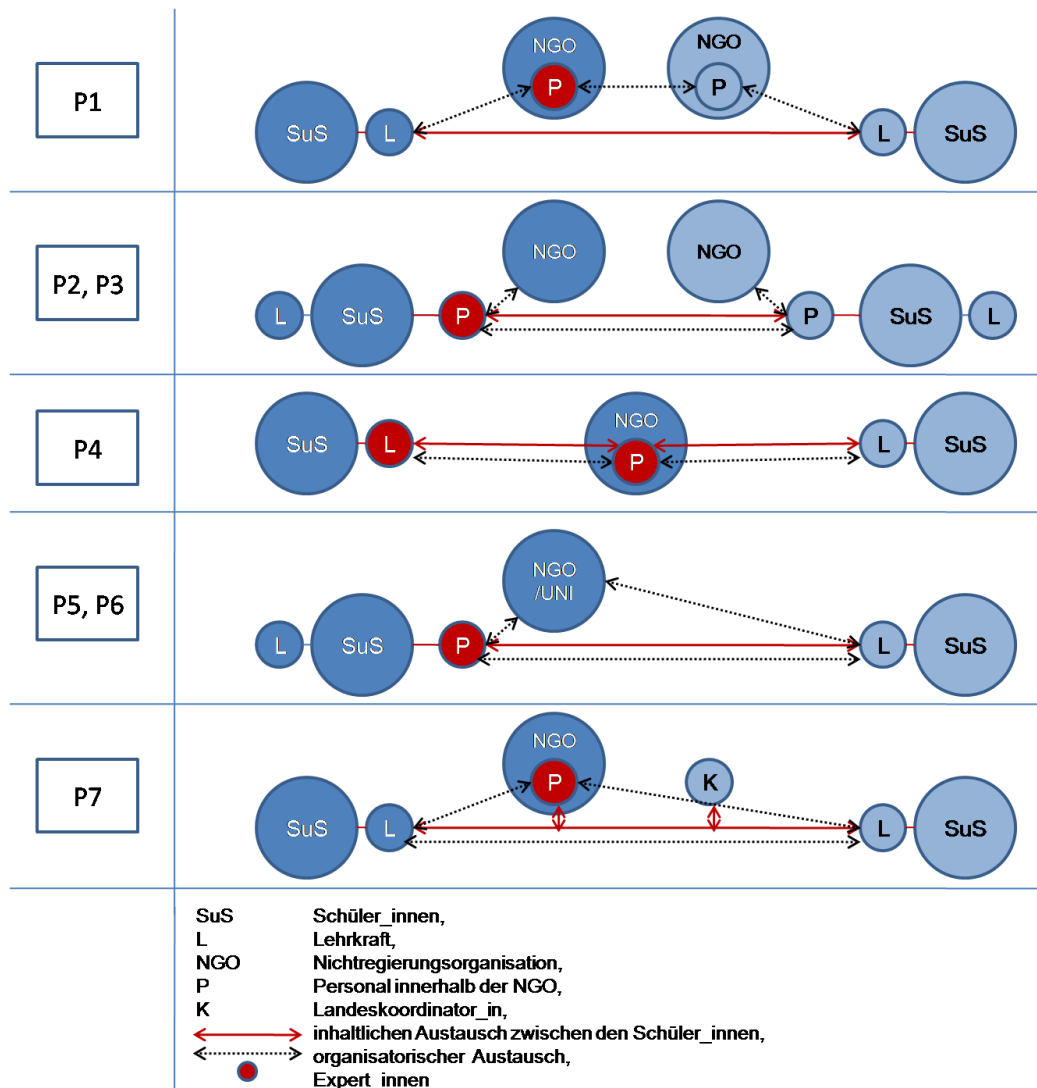 P1
NGO
NGO
P
P
SuS
L
L
SuS
P2, P3
NGO
NGO
L
SuS
P
P
SuS
L
P4
SuS
L
NGO
P
L
SuS
P5, P6
NGO
/UNI
L
SuS
P
L
SuS
P7
NGO
P
K
SuS
L
L
SuS
SuS Schüler_innen,
L Lehrkraft,
NGO Nichtregierungsorganisation,
P Personal innerhalb der NGO,
K Landeskoordinator_in,
inhaltlichen Austausch zwischen den Schüler_innen,
organisatorischer Austausch,
Expert_innen